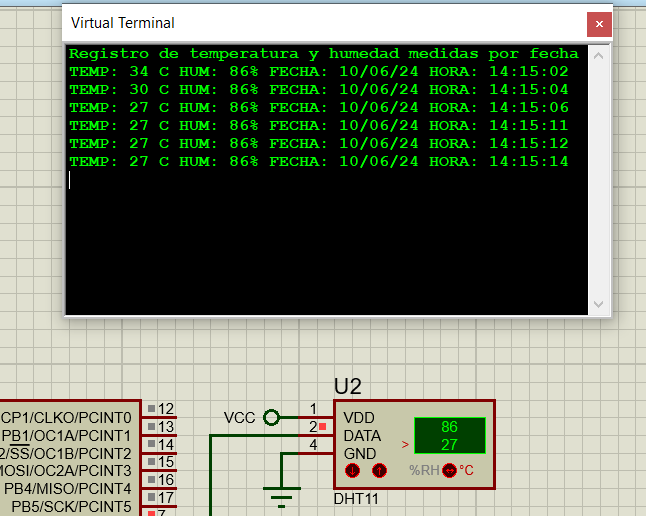 Virtual Terminal
Registro de temperatura y humedad medidas por fecha
TEMP: 34 C HUM: 86% FECHA: 10/06/24 HORA: 14:15:02
TEMP: 30 C HUM: 86% FECHA: 10/06/24 HORA: 14:15:04
TEMP: 27 C HUM: 86% FECHA: 10/06/24 HORA: 14:15:06
TEMP: 27 C HUM: 86% FECHA: 10/06/24 HORA: 14:15:11
TEMP: 27 C HUM: 86% FECHA: 10/06/24 HORA: 14:15:12
TEMP: 27 C HUM: 86% FECHA: 10/06/24 HORA: 14:15:14
U2
CP1/CLKO/PCINT0 12
PB1/OC1A/PCINT1 13
2/SS/OC1B/PCINT2 14
MOSI/OC2A/PCINT3 15
PB4/MISO/PCINT4 16
PB5/SCK/PCINT5 17
7
VCC 1 VDD
2 DATA
4 GND
86
> 27
%RH °C
DHT11